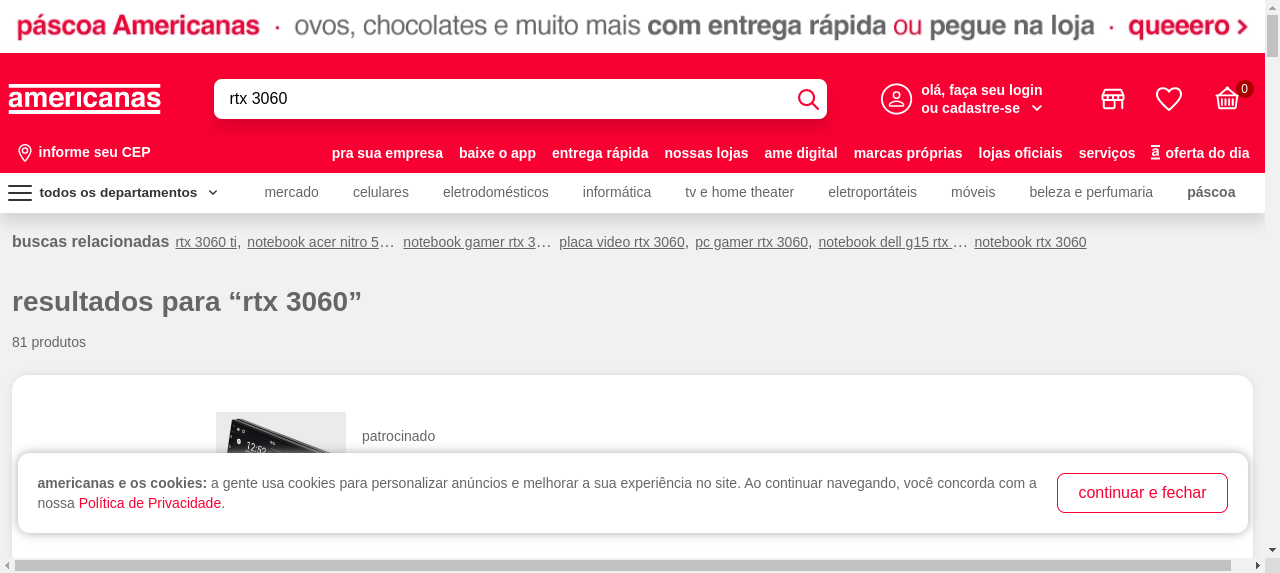 páscoa Americanas · ovos, chocolates e muito mais com entrega rápida ou pegue na loja · queeero >
americanas
rtx 3060
olá, faça seu login
ou cadastre-se
0
informe seu CEP
pra sua empresa baixe o app entrega rápida nossas lojas ame digital marcas próprias lojas oficiais serviços a oferta do dia
todos os departamentos mercado celulares eletrodomésticos informática tv e home theater eletroportáteis móveis beleza e perfumaria páscoa
buscas relacionadas rtx 3060 ti, notebook acer nitro 5… notebook gamer rtx 3… placa video rtx 3060, pc gamer rtx 3060, notebook dell g15 rtx … notebook rtx 3060
resultados para “rtx 3060”
81 produtos
12:52
patrocinado
americanas e os cookies: a gente usa cookies para personalizar anúncios e melhorar a sua experiência no site. Ao continuar navegando, você concorda com a
nossa Política de Privacidade.
continuar e fechar